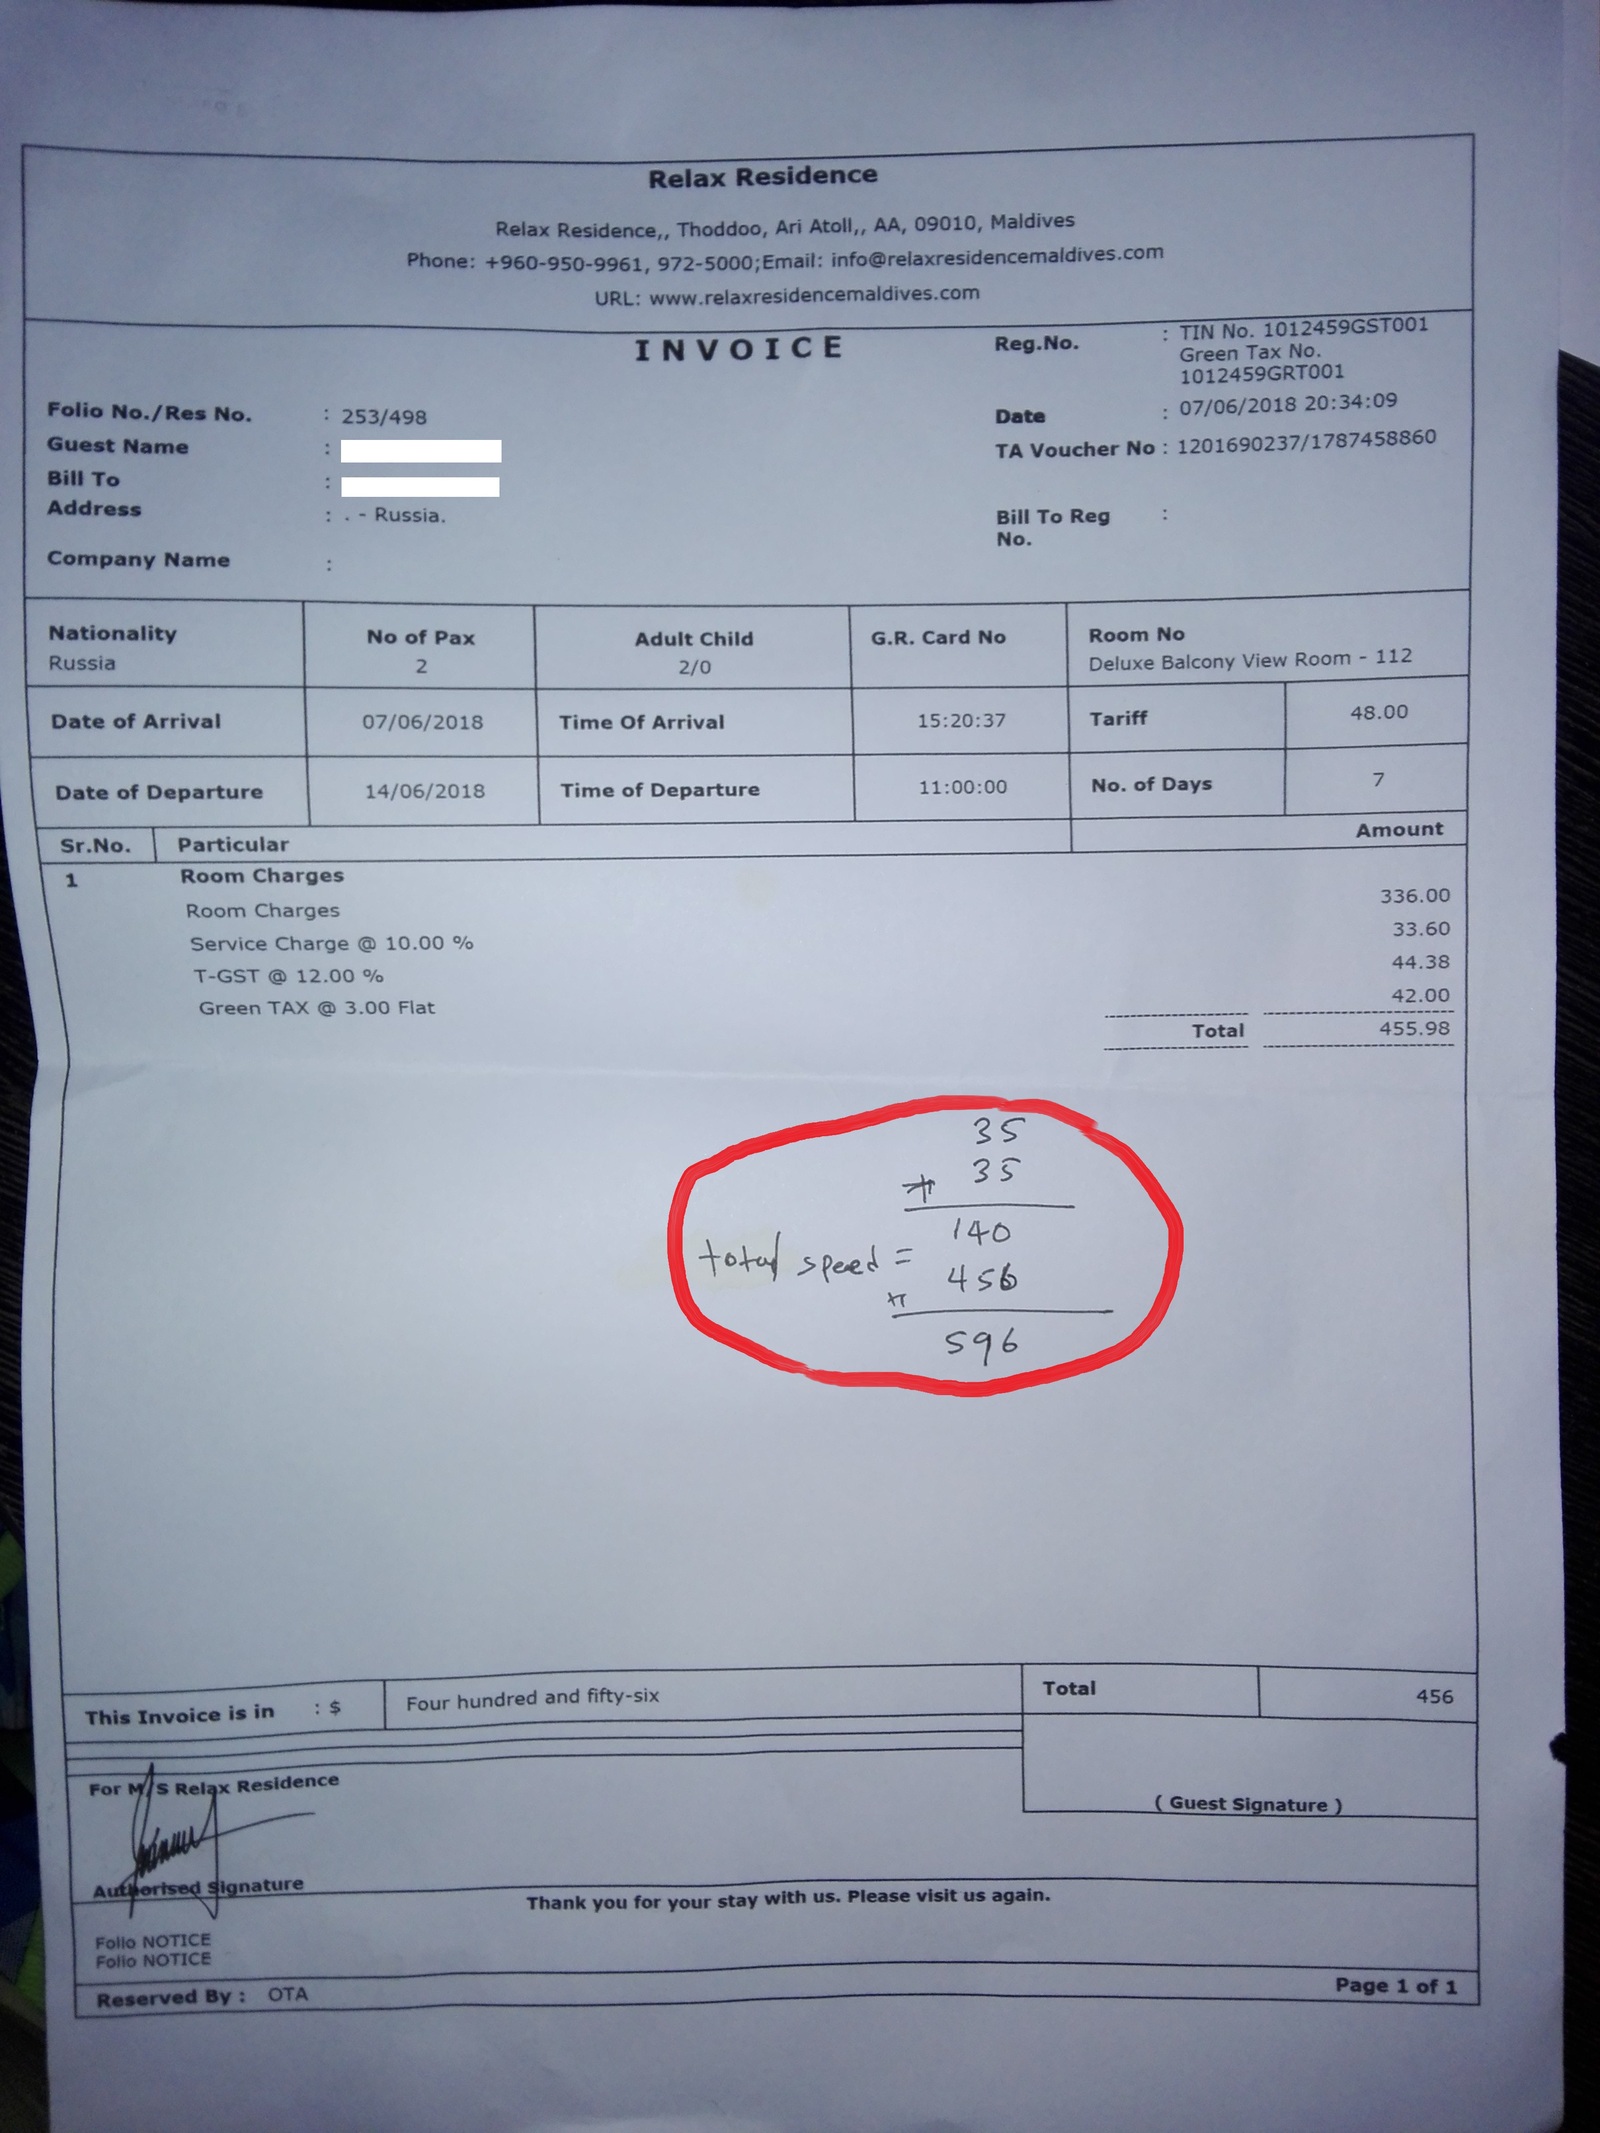 Relax Residence
Relax Residence,, Thoddoo, Ari Atoll,, AA, 09010, Maldives
Phone: +960-950-9961, 972-5000;Email: info@relaxresidencemaldives.com
URL: www.relaxresidencemaldives.com
INVOICE
Reg.No. : TIN No. 1012459GST001
Green Tax No.
1012459GRT001
Folio No./Res No. : 253/498
Date : 07/06/2018 20:34:09
Guest Name :
TA Voucher No : 1201690237/1787458860
Bill To :
Address : . - Russia.
Bill To Reg :
No.
Company Name :
Nationality No of Pax Adult Child G.R. Card No Room No
Russia 2 2/0 Deluxe Balcony View Room - 112
Date of Arrival 07/06/2018 Time Of Arrival 15:20:37 Tariff 48.00
Date of Departure 14/06/2018 Time of Departure 11:00:00 No. of Days 7
Sr.No. Particular Amount
1 Room Charges
Room Charges 336.00
Service Charge @ 10.00 % 33.60
T-GST @ 12.00 % 44.38
Green TAX @ 3.00 Flat 42.00
Total 455.98
35
+ 35
140
total speed =
+ 456
596
This Invoice is in : $ Four hundred and fifty-six Total 456
For M/S Relax Residence
( Guest Signature )
Authorised Signature
Thank you for your stay with us. Please visit us again.
Folio NOTICE
Folio NOTICE
Reserved By : OTA
Page 1 of 1